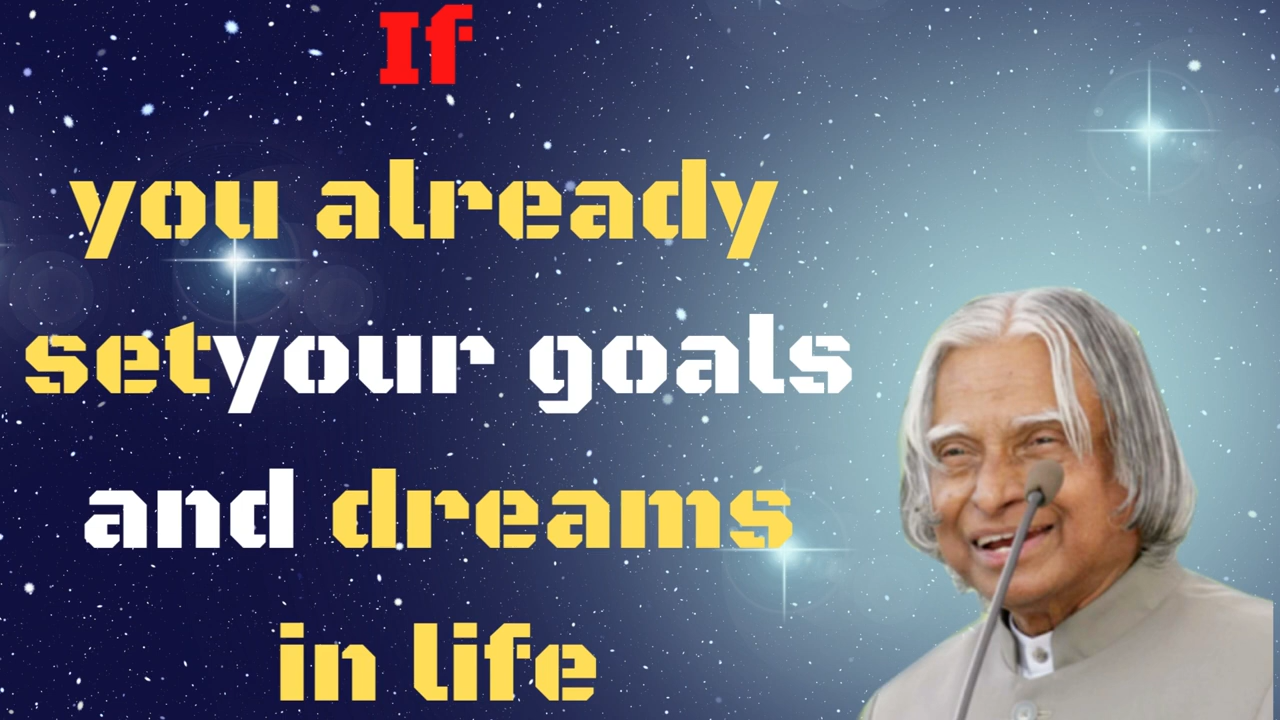 If
you already
setyour goals
and dreams
in life